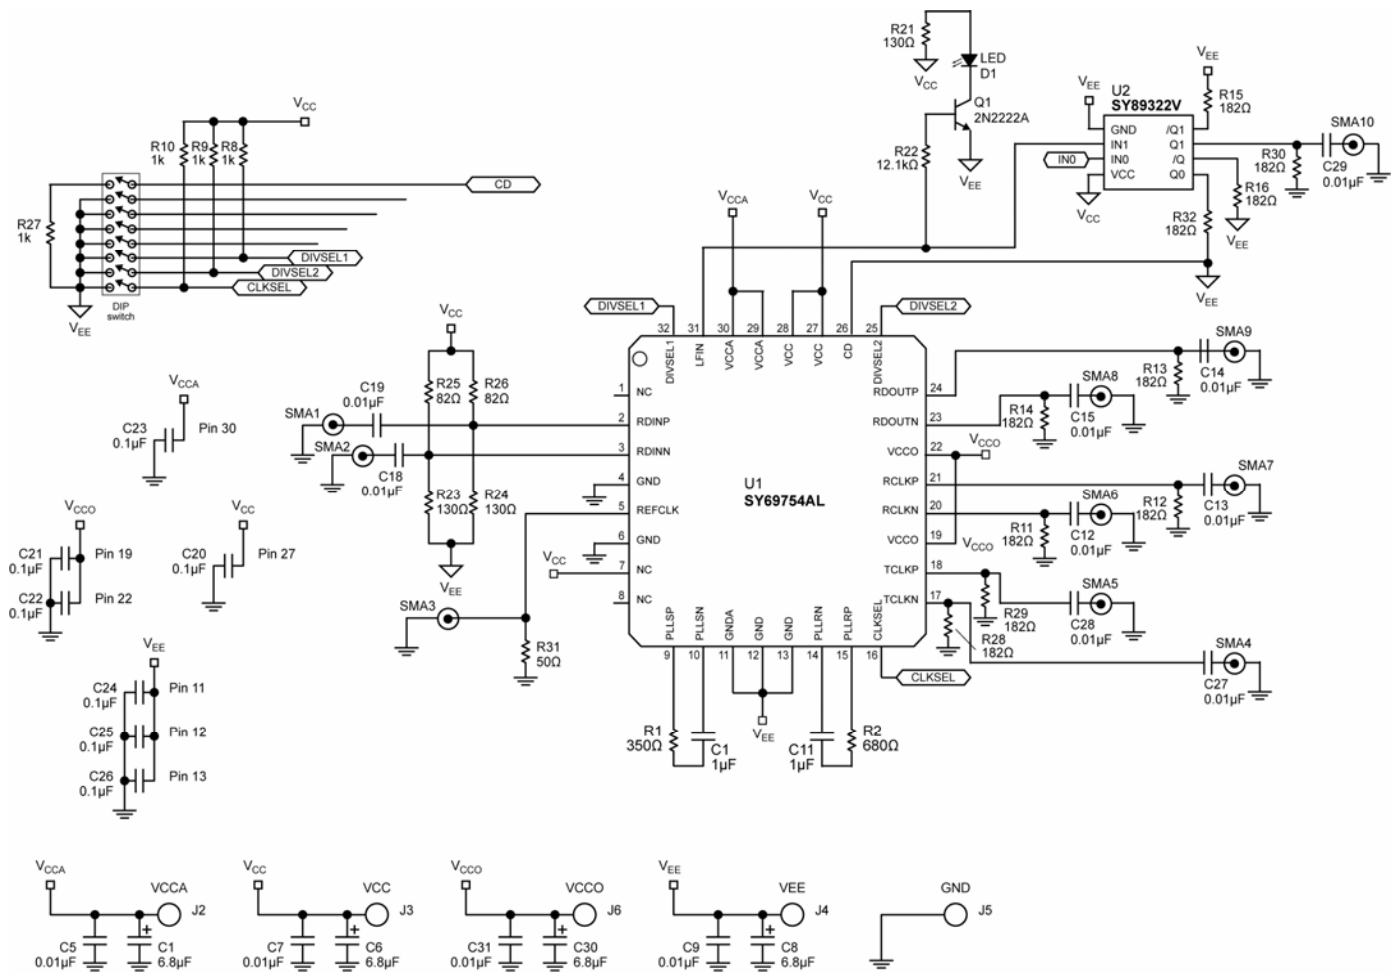 R21
130Ω
VCC
LED
D1
Q1
2N2222A
R22
12.1kΩ
VEE
VEE
U2
SY89322V
GND
IN1
IN0
VCC
/Q1
Q1
/Q
Q0
IN0
VCC
VEE
R15
182Ω
R30
182Ω
SMA10
C29
0.01µF
R16
182Ω
VEE
R32
182Ω
VEE
VCC
R10
1k
R9
1k
R8
1k
R27
1k
CD
DIVSEL1
DIVSEL2
CLKSEL
DIP
switch
VEE
VCCA
VCC
DIVSEL1
DIVSEL2
32
31
30
29
28
27
26
25
DIVSEL1
LFIN
VCCA
VCCA
VCC
VCC
CD
DIVSEL2
1
NC
2
RDINP
3
RDINN
4
GND
5
REFCLK
6
GND
7
NC
8
NC
U1
SY69754AL
RDOUTP
24
RDOUTN
23
VCCO
22
RCLKP
21
RCLKN
20
VCCO
19
TCLKP
18
TCLKN
17
PLLSP
PLLSN
GNDA
GND
GND
PLLRN
PLLRP
CLKSEL
9
10
11
12
13
14
15
16
CLKSEL
R1
350Ω
C1
1µF
VEE
C11
1µF
R2
680Ω
VCC
R25
82Ω
R26
82Ω
C19
0.01µF
SMA1
SMA2
C18
0.01µF
R23
130Ω
R24
130Ω
VEE
VCC
SMA3
R31
50Ω
SMA9
R13
182Ω
C14
0.01µF
SMA8
R14
182Ω
C15
0.01µF
VCCO
SMA7
R12
182Ω
C13
0.01µF
SMA6
R11
182Ω
C12
0.01µF
VCCO
SMA5
R29
182Ω
C28
0.01µF
R28
182Ω
SMA4
C27
0.01µF
VCCA
C23
0.1µF
Pin 30
VCCO
C21
0.1µF
Pin 19
C22
0.1µF
Pin 22
VCC
C20
0.1µF
Pin 27
VEE
C24
0.1µF
Pin 11
C25
0.1µF
Pin 12
C26
0.1µF
Pin 13
VCCA
VCCA
J2
C5
0.01µF
+
C1
6.8µF
VCC
VCC
J3
C7
0.01µF
+
C6
6.8µF
VCCO
VCCO
J6
C31
0.01µF
+
C30
6.8µF
VEE
VEE
J4
C9
0.01µF
+
C8
6.8µF
GND
J5